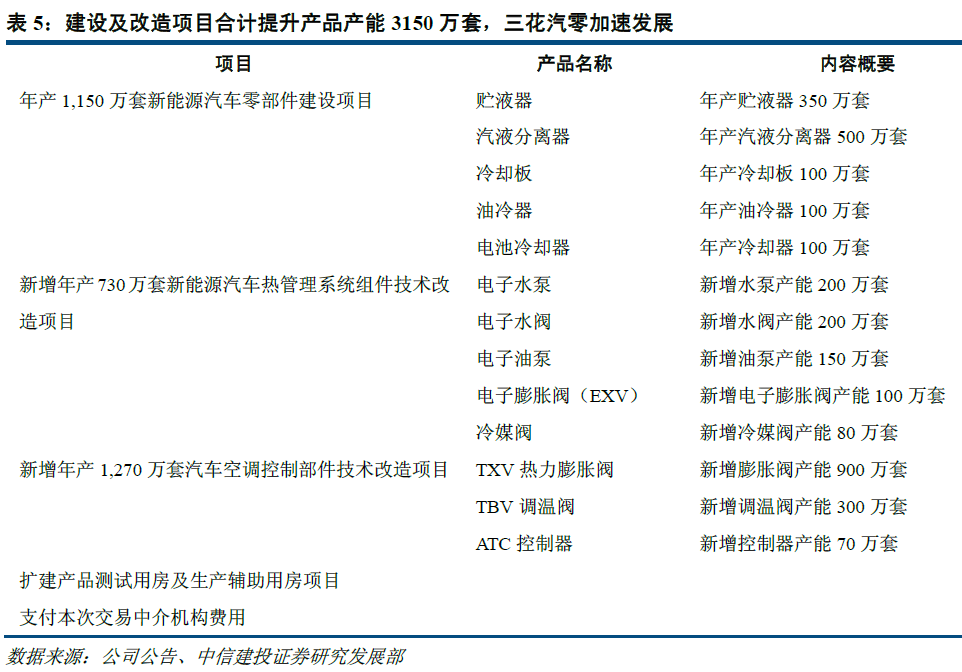 表 5：建设及改造项目合计提升产品产能 3150 万套，三花汽零加速发展
项目 产品名称 内容概要
年产 1,150 万套新能源汽车零部件建设项目 贮液器 年产贮液器 350 万套
汽液分离器 年产汽液分离器 500 万套
冷却板 年产冷却板 100 万套
油冷器 年产油冷器 100 万套
电池冷却器 年产冷却器 100 万套
新增年产 730 万套新能源汽车热管理系统组件技术改 电子水泵 新增水泵产能 200 万套
造项目 电子水阀 新增水阀产能 200 万套
电子油泵 新增油泵产能 150 万套
电子膨胀阀（EXV） 新增电子膨胀阀产能 100 万套
冷媒阀 新增冷媒阀产能 80 万套
新增年产 1,270 万套汽车空调控制部件技术改造项目 TXV 热力膨胀阀 新增膨胀阀产能 900 万套
TBV 调温阀 新增调温阀产能 300 万套
ATC 控制器 新增控制器产能 70 万套
扩建产品测试用房及生产辅助用房项目
支付本次交易中介机构费用
数据来源：公司公告、中信建投证券研究发展部